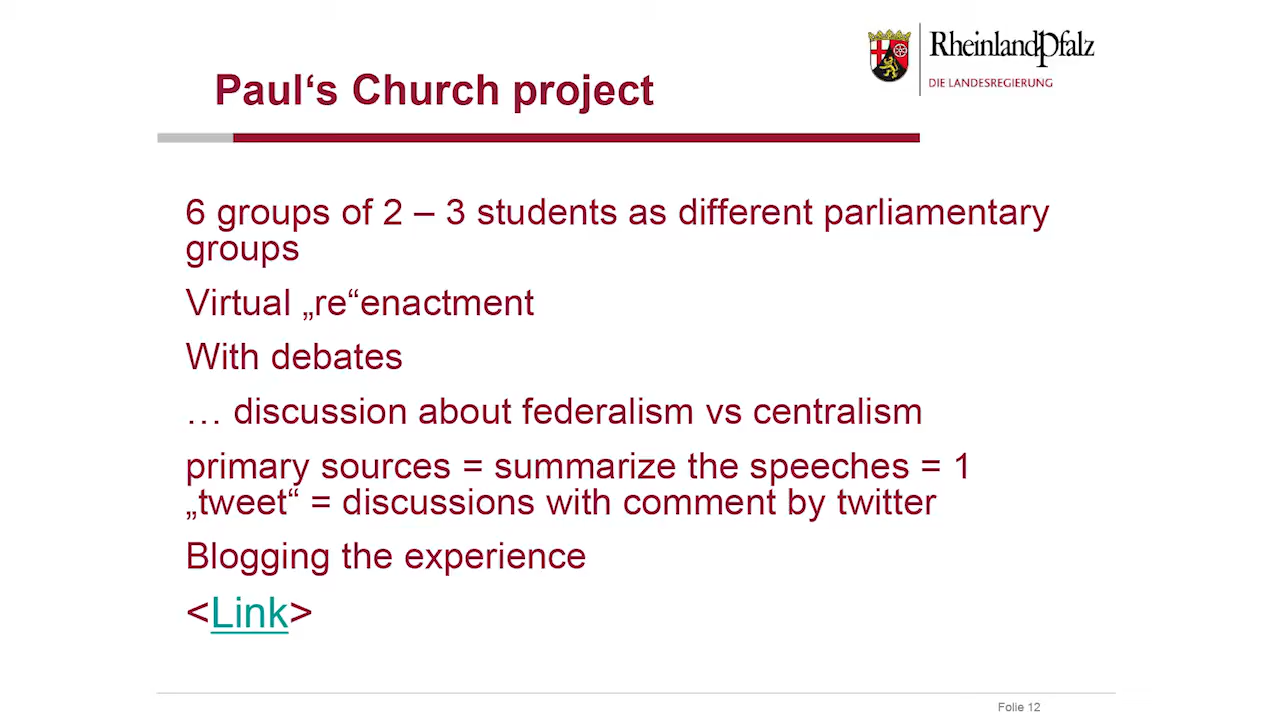 RheinlandPfalz
DIE LANDESREGIERUNG
Paul‘s Church project
6 groups of 2 – 3 students as different parliamentary
groups
Virtual „re“enactment
With debates
… discussion about federalism vs centralism
primary sources = summarize the speeches = 1
„tweet“ = discussions with comment by twitter
Blogging the experience
<Link>
Folie 12